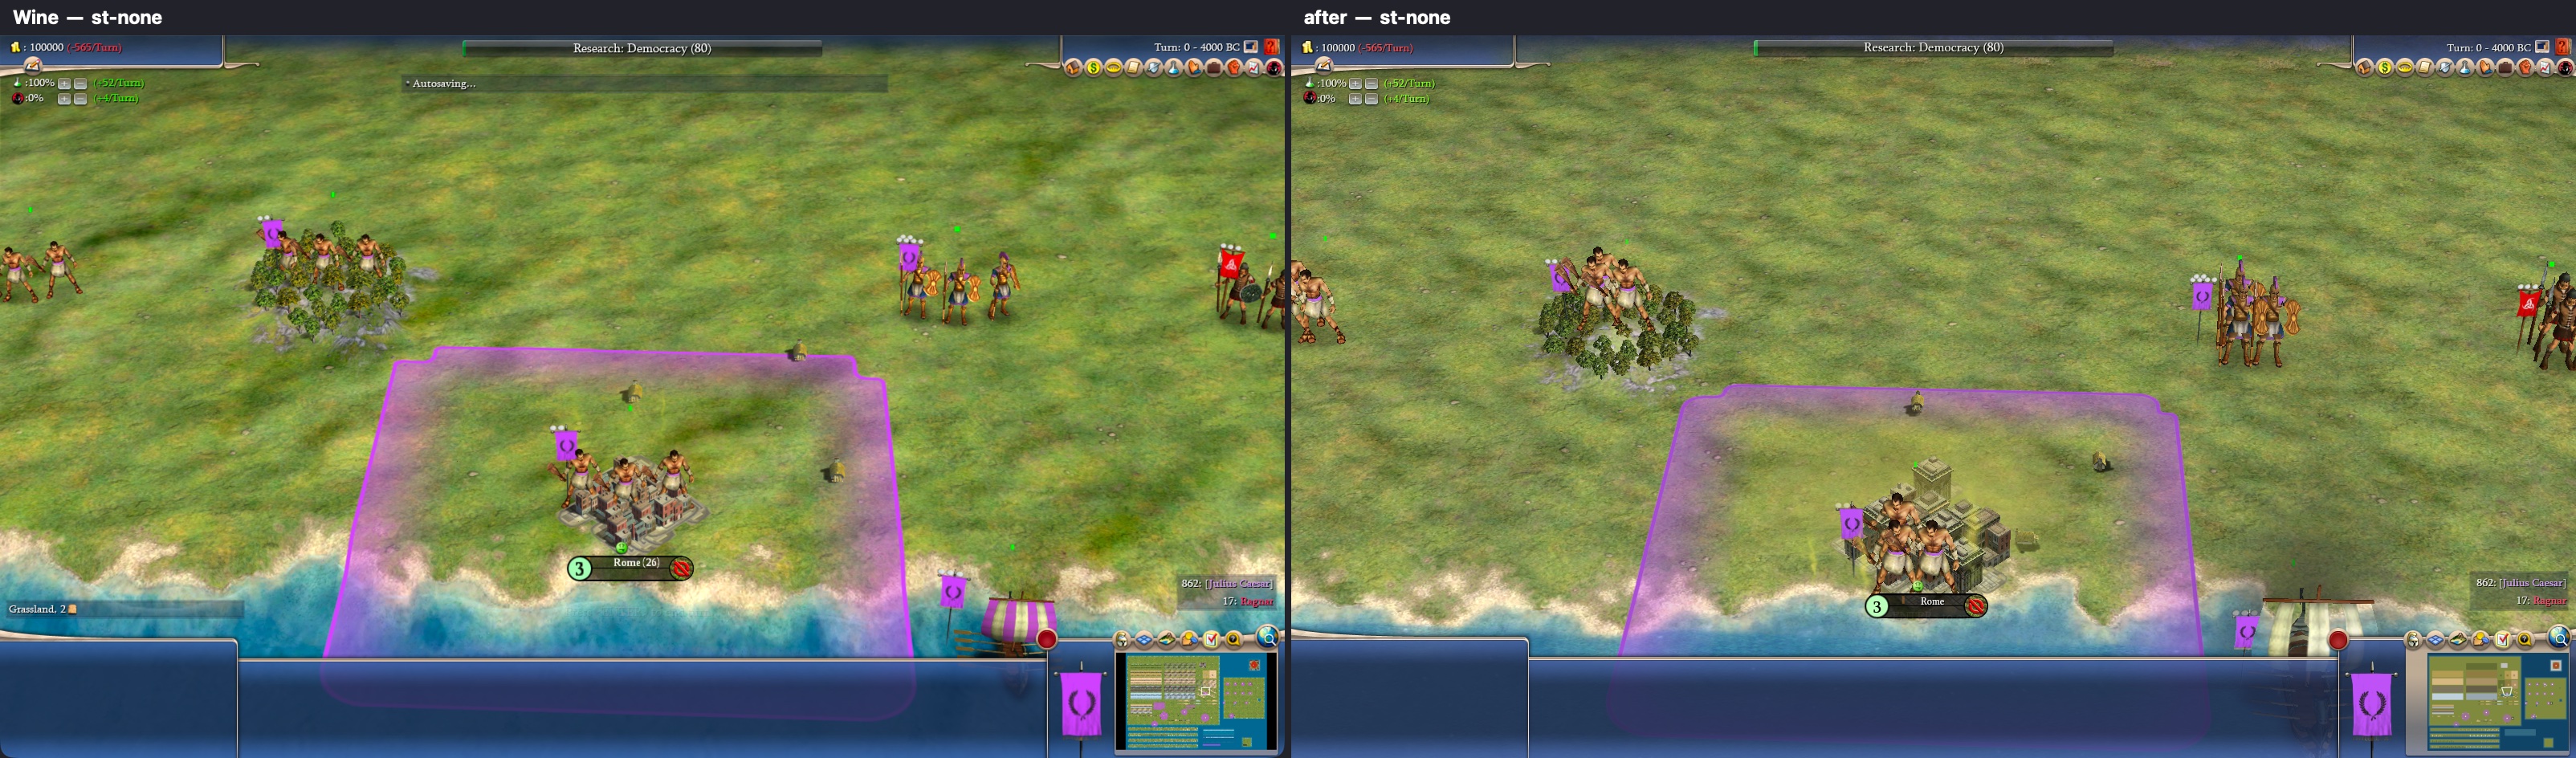 Wine — st-none
: 100000 (-565/Turn)
Research: Democracy (80)
Turn: 0 - 4000 BC
:100% (+52/Turn)
:0% (+4/Turn)
* Autosaving...
3 Rome (26)
Grassland, 2
862: [Julius Caesar]
17: Ragnar
after — st-none
: 100000 (-565/Turn)
Research: Democracy (80)
Turn: 0 - 4000 BC
:100% (+52/Turn)
:0% (+4/Turn)
3 Rome
862: [Julius Caesar]
17: Ragnar